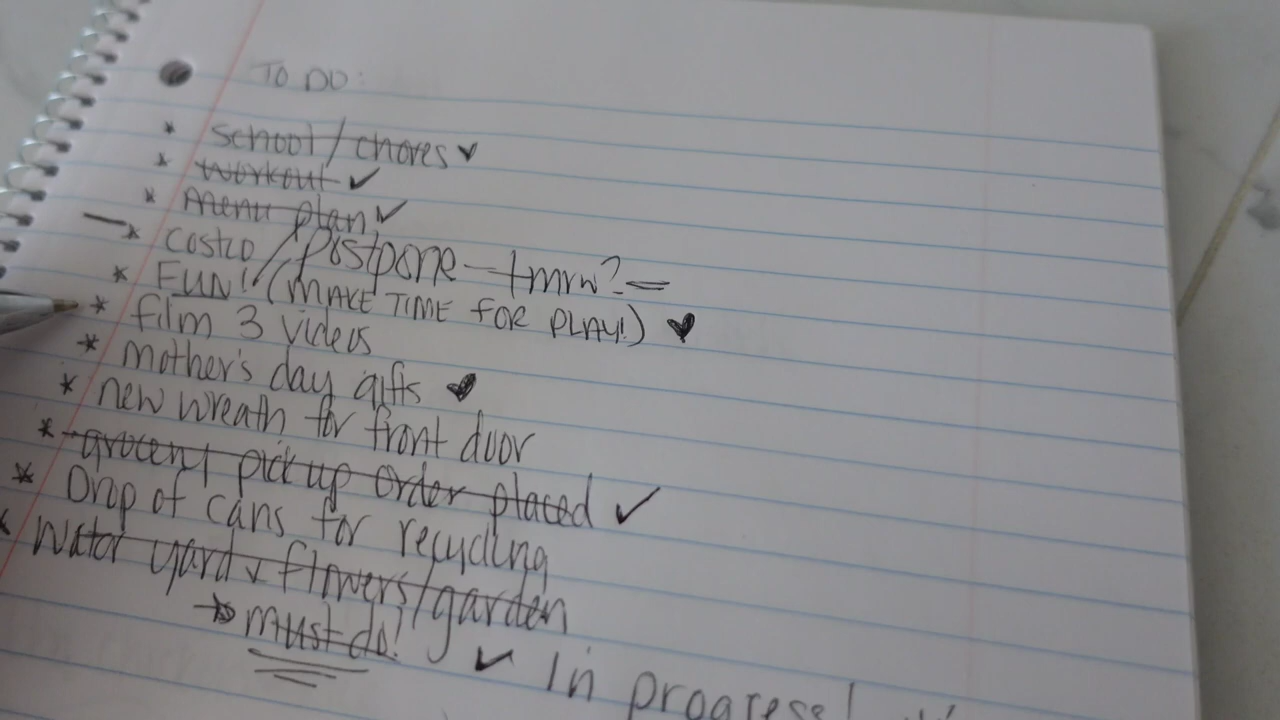 TO DO:
* school/chores ✓
* workout ✓
* menu plan ✓
— * costco / Postpone — tmrw? =
* FUN!! (MAKE TIME FOR PLAY!) ♥
* film 3 videos
* mother's day gifts ♥
* new wreath for front door
* grocery pick up order placed ✓
* Drop of cans for recycling
* Water yard & flowers/garden
→ must do!
✓ In progress!